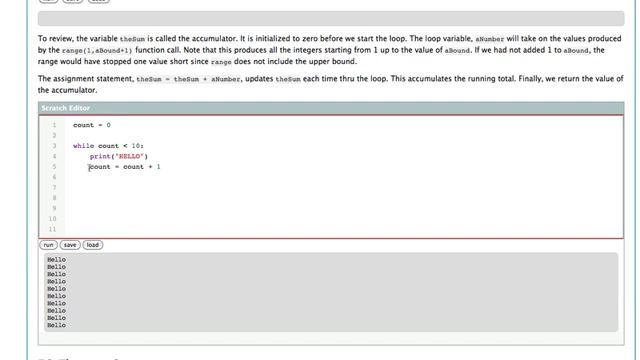 To review, the variable theSum is called the accumulator. It is initialized to zero before we start the loop. The loop variable, aNumber will take on the values produced
by the range(1,aBound+1) function call. Note that this produces all the integers starting from 1 up to the value of aBound. If we had not added 1 to aBound, the
range would have stopped one value short since range does not include the upper bound.
The assignment statement, theSum = theSum + aNumber, updates theSum each time thru the loop. This accumulates the running total. Finally, we return the value of
the accumulator.
Scratch Editor
1 count = 0
2
3 while count < 10:
4 print("HELLO")
5 count = count + 1
6
7
8
9
10
11
run save load
Hello
Hello
Hello
Hello
Hello
Hello
Hello
Hello
Hello
Hello